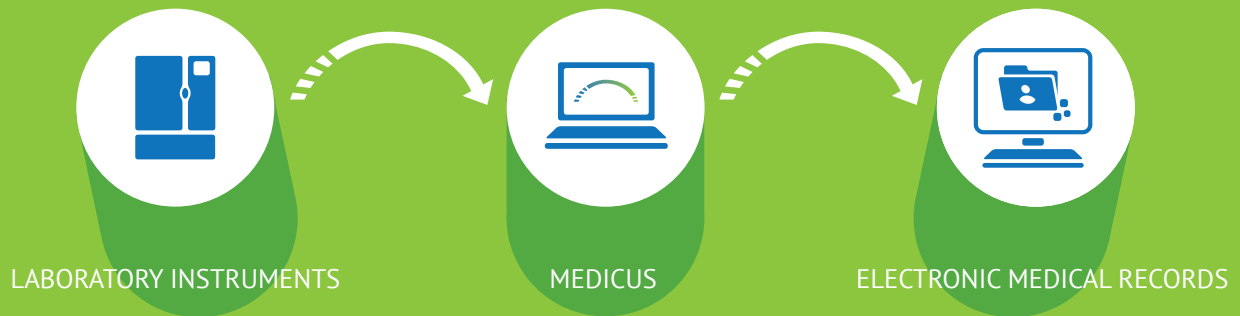 LABORATORY INSTRUMENTS
MEDICUS
ELECTRONIC MEDICAL RECORDS